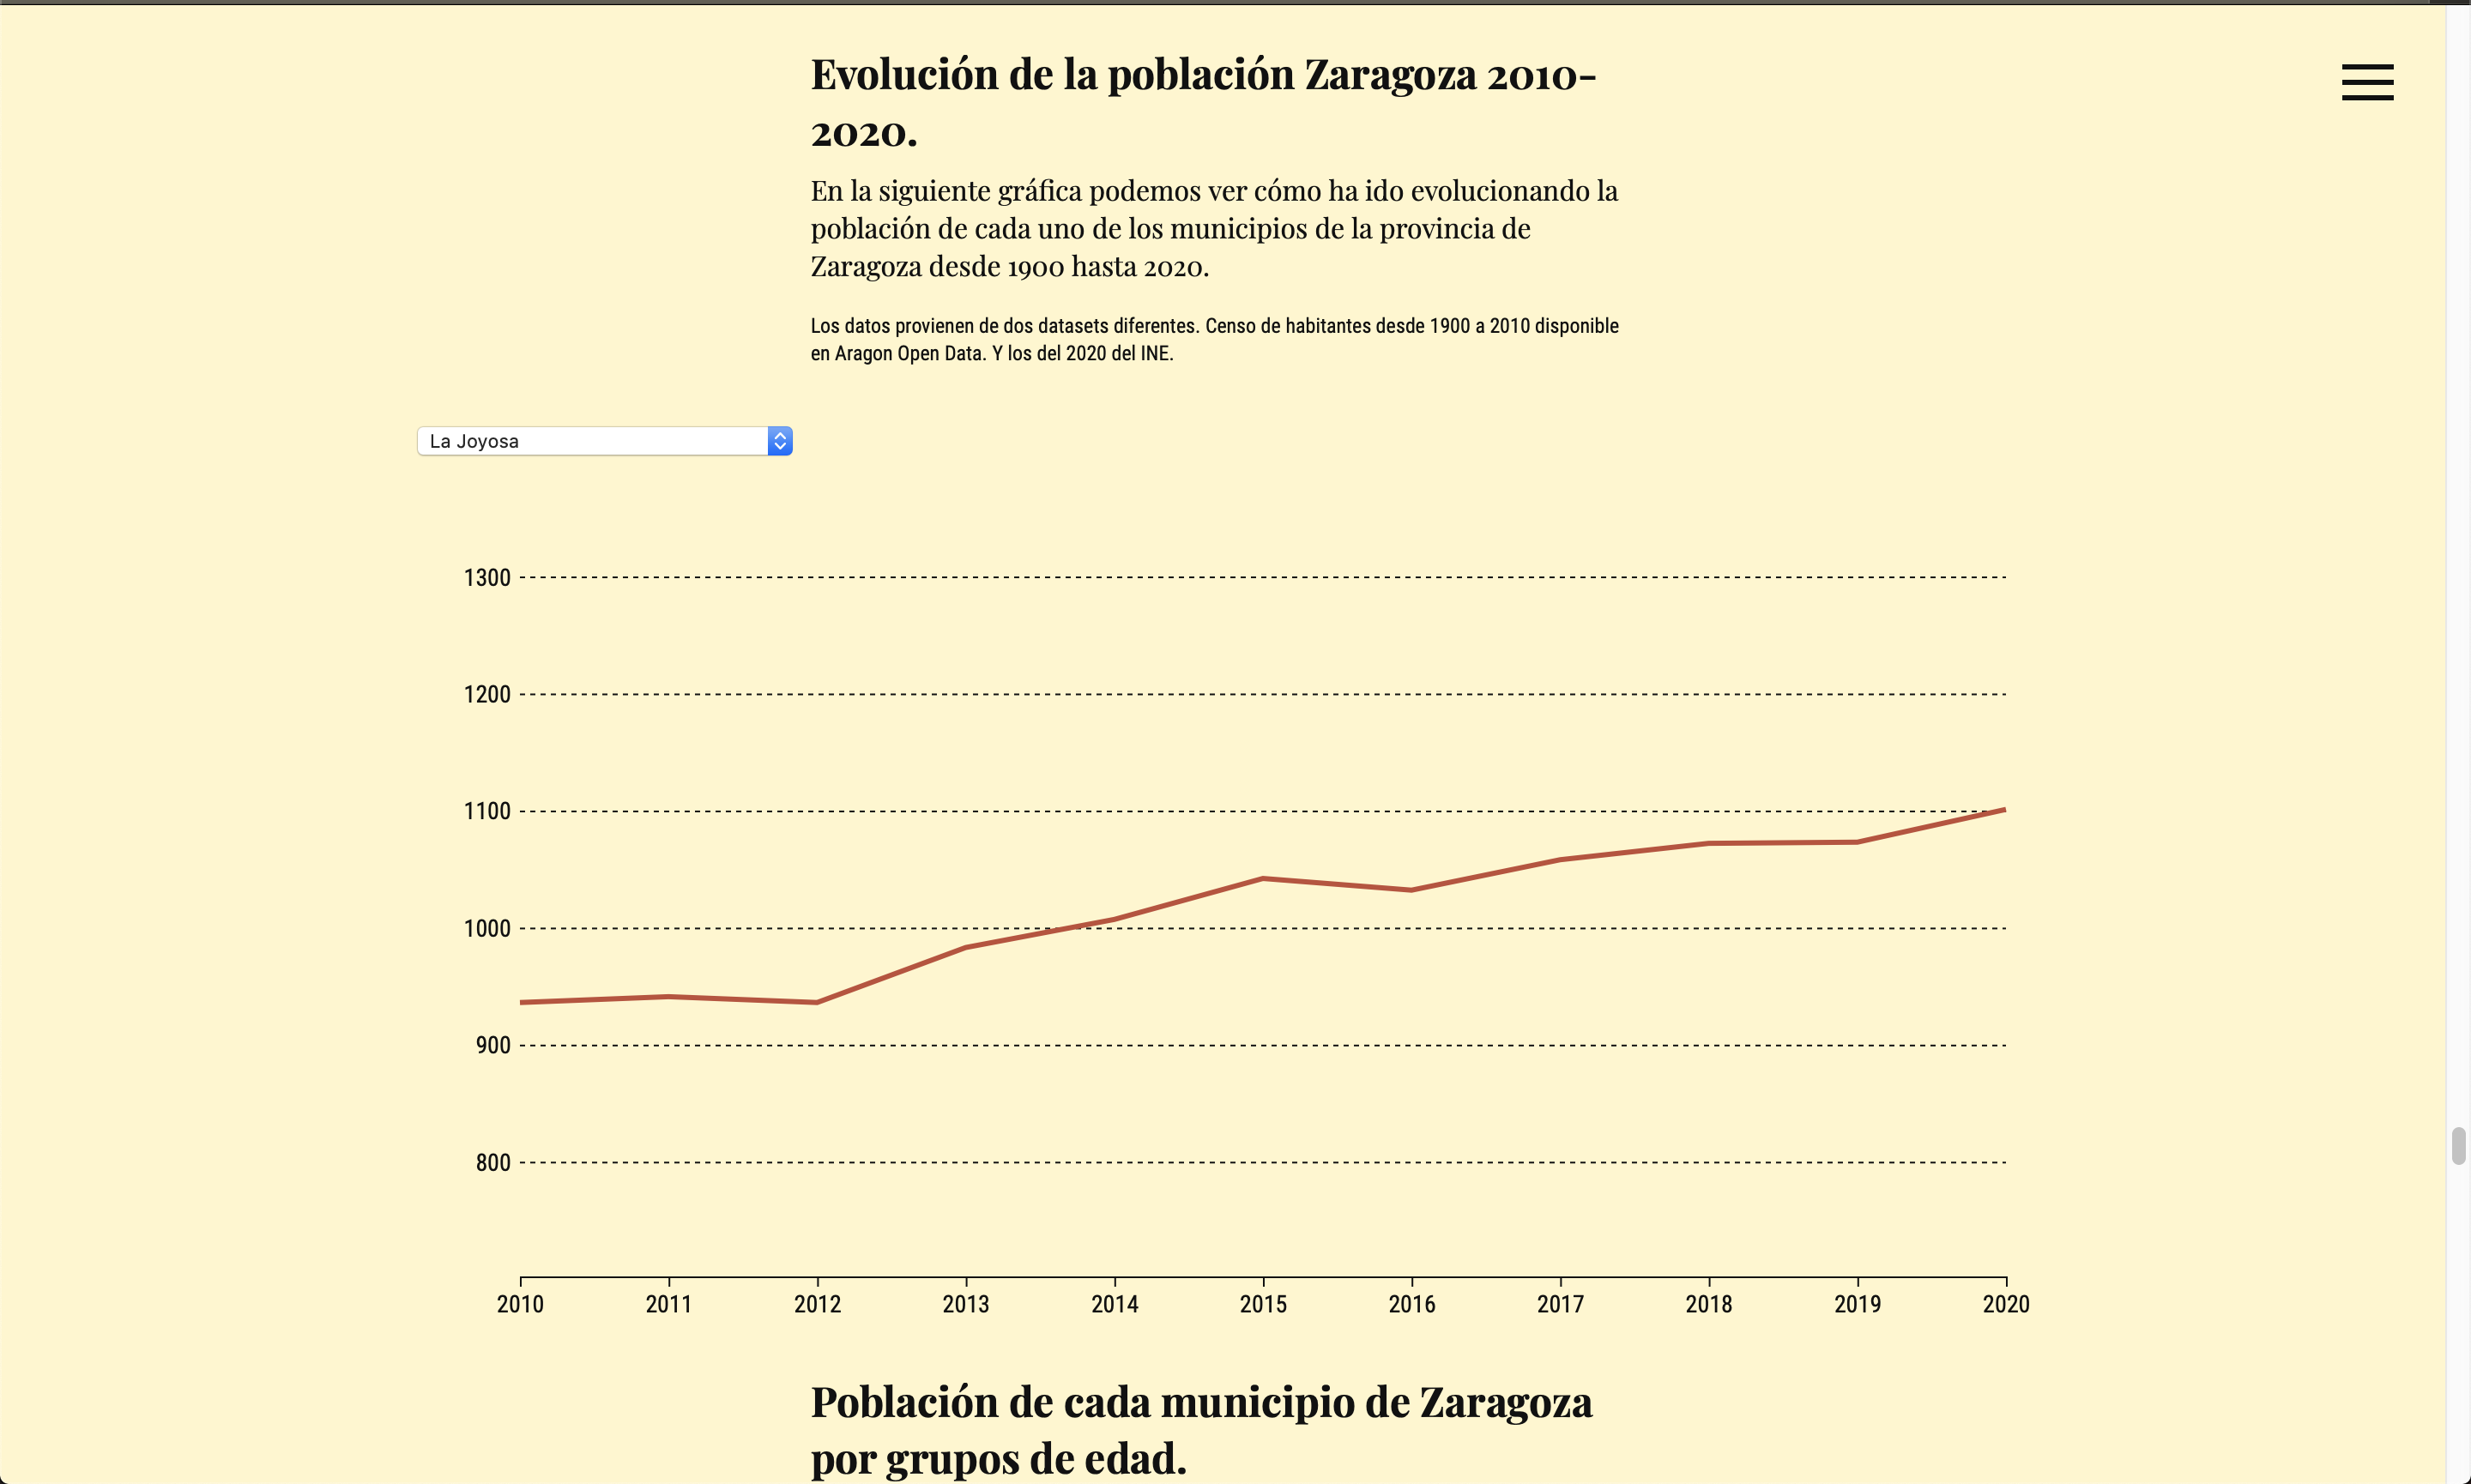 Evolución de la población Zaragoza 2010-
2020.
En la siguiente gráfica podemos ver cómo ha ido evolucionando la
población de cada uno de los municipios de la provincia de
Zaragoza desde 1900 hasta 2020.
Los datos provienen de dos datasets diferentes. Censo de habitantes desde 1900 a 2010 disponible
en Aragon Open Data. Y los del 2020 del INE.
La Joyosa
1300
1200
1100
1000
900
800
2010 2011 2012 2013 2014 2015 2016 2017 2018 2019 2020
Población de cada municipio de Zaragoza
por grupos de edad.